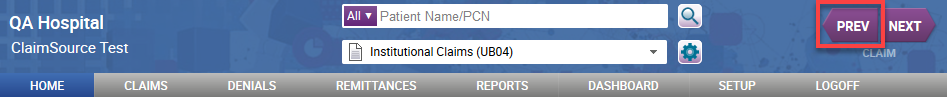 QA Hospital
ClaimSource Test
All Patient Name/PCN
Institutional Claims (UB04)
PREV NEXT
CLAIM
HOME CLAIMS DENIALS REMITTANCES REPORTS DASHBOARD SETUP LOGOFF